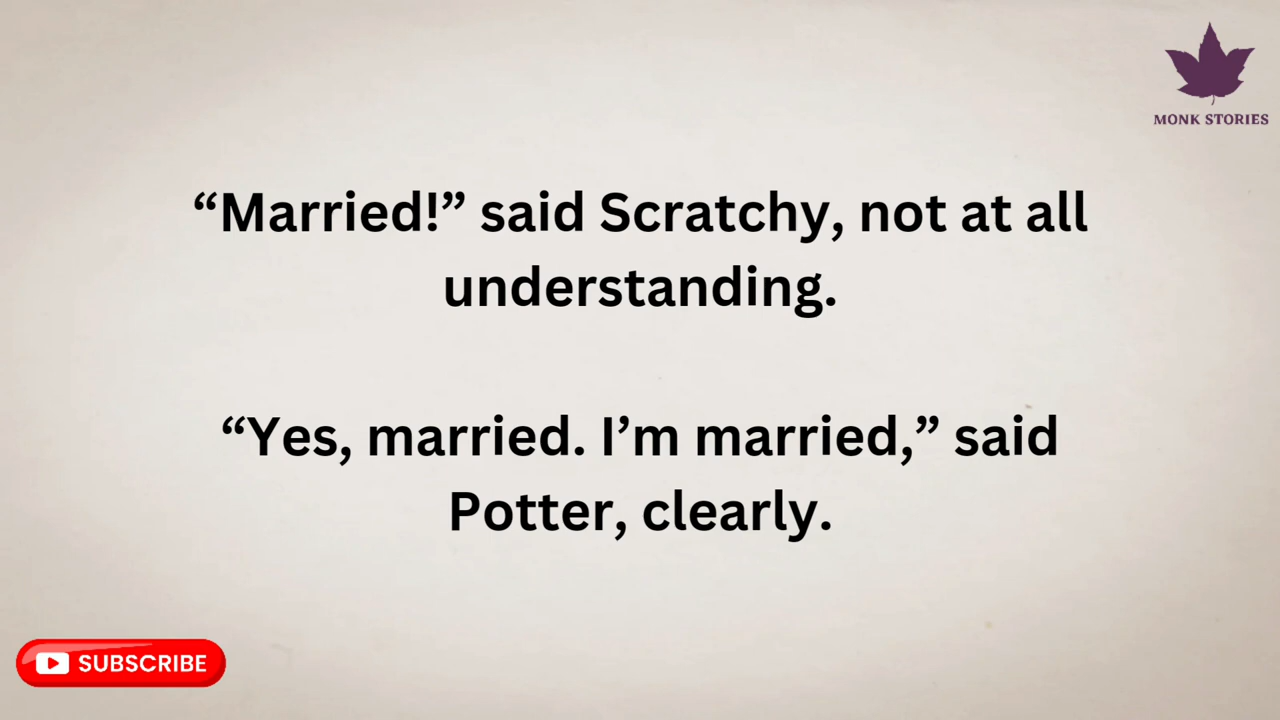 MONK STORIES
“Married!” said Scratchy, not at all
understanding.
“Yes, married. I’m married,” said
Potter, clearly.
SUBSCRIBE